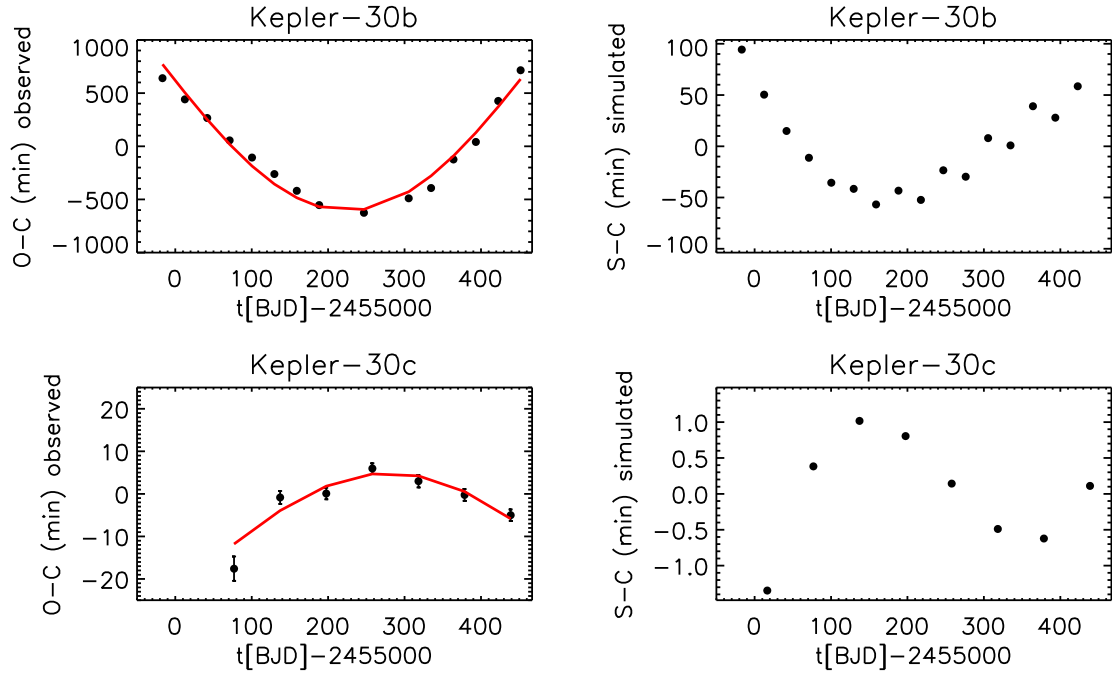 Kepler−30b
O−C (min) observed
1000
500
0
−500
−1000
0 100 200 300 400
t[BJD]−2455000
Kepler−30b
S−C (min) simulated
100
50
0
−50
−100
0 100 200 300 400
t[BJD]−2455000
Kepler−30c
O−C (min) observed
20
10
0
−10
−20
0 100 200 300 400
t[BJD]−2455000
Kepler−30c
S−C (min) simulated
1.0
0.5
0.0
−0.5
−1.0
0 100 200 300 400
t[BJD]−2455000